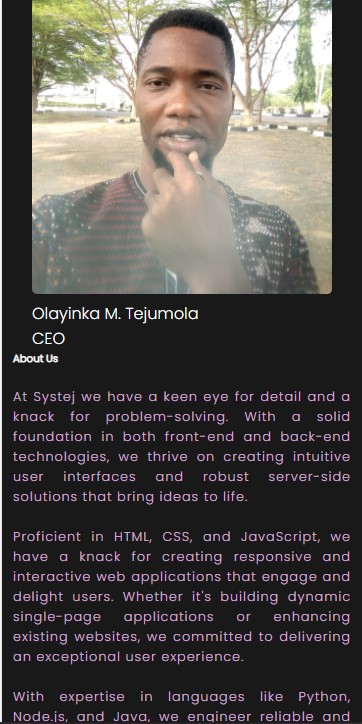 Olayinka M. Tejumola
CEO
About Us
At Systej we have a keen eye for detail and a
knack for problem-solving. With a solid
foundation in both front-end and back-end
technologies, we thrive on creating intuitive
user interfaces and robust server-side
solutions that bring ideas to life.
Proficient in HTML, CSS, and JavaScript, we
have a knack for creating responsive and
interactive web applications that engage and
delight users. Whether it's building dynamic
single-page applications or enhancing
existing websites, we committed to delivering
an exceptional user experience.
With expertise in languages like Python,
Node.js, and Java, we engineer reliable and